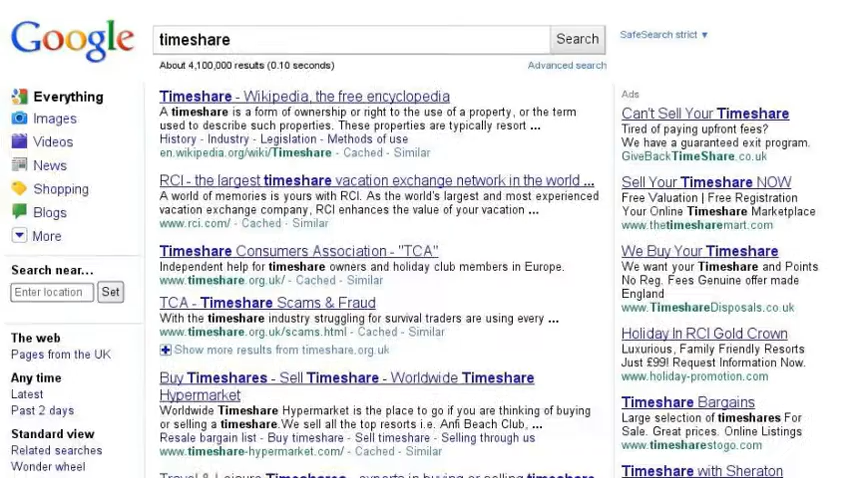 Google
timeshare
Search
SafeSearch strict ▼
About 4,100,000 results (0.10 seconds)
Advanced search
Everything
Images
Videos
News
Shopping
Blogs
More
Search near...
Enter location
Set
The web
Pages from the UK
Any time
Latest
Past 2 days
Standard view
Related searches
Wonder wheel
Timeshare - Wikipedia, the free encyclopedia
A timeshare is a form of ownership or right to the use of a property, or the term
used to describe such properties. These properties are typically resort ...
History - Industry - Legislation - Methods of use
en.wikipedia.org/wiki/Timeshare - Cached - Similar
RCI - the largest timeshare vacation exchange network in the world ...
A world of memories is yours with RCI. As the world's largest and most experienced
vacation exchange company, RCI enhances the value of your vacation ...
www.rci.com/ - Cached - Similar
Timeshare Consumers Association - "TCA"
Independent help for timeshare owners and holiday club members in Europe.
www.timeshare.org.uk/ - Cached - Similar
TCA - Timeshare Scams & Fraud
With the timeshare industry struggling for survival traders are using every ...
www.timeshare.org.uk/scams.html - Cached - Similar
Show more results from timeshare.org.uk
Buy Timeshares - Sell Timeshare - Worldwide Timeshare
Hypermarket
Worldwide Timeshare Hypermarket is the place to go if you are thinking of buying
or selling a timeshare.We sell all the top resorts i.e. Anfi Beach Club, ...
Resale bargain list - Buy timeshare - Sell timeshare - Selling through us
www.timeshare-hypermarket.com/ - Cached - Similar
Travel & Leisure Timeshares - experts in buying or selling timeshare
Ads
Can't Sell Your Timeshare
Tired of paying upfront fees?
We have a guaranteed exit program.
GiveBackTimeShare.co.uk
Sell Your Timeshare NOW
Free Valuation | Free Registration
Your Online Timeshare Marketplace
www.thetimesharemart.com
We Buy Your Timeshare
We want your Timeshare and Points
No Reg. Fees Genuine offer made
England
www.TimeshareDisposals.co.uk
Holiday In RCI Gold Crown
Luxurious, Family Friendly Resorts
Just £99! Request Information Now.
www.holiday-promotion.com
Timeshare Bargains
Large selection of timeshares For
Sale. Great prices. Online Listings
www.timesharestogo.com
Timeshare with Sheraton